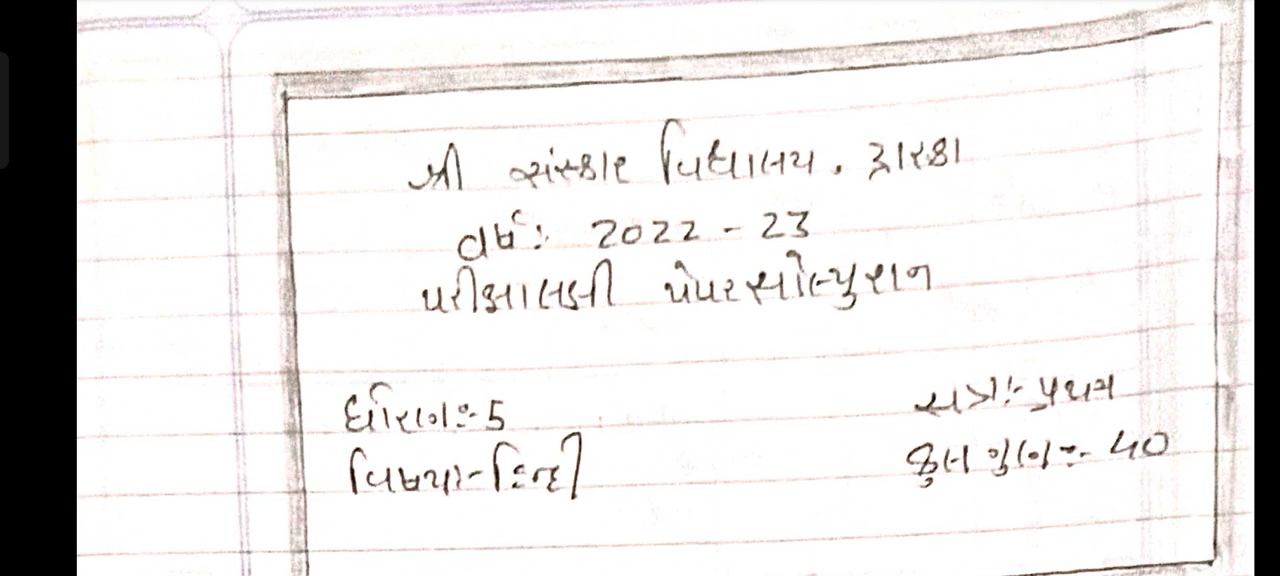 શ્રી સંસ્કાર વિદ્યાલય. દ્વારકા
વર્ષ: 2022 - 23
પરીક્ષાલક્ષી પેપરસોલ્યુશન
ધોરણ:- 5
સત્ર:- પ્રથમ
વિષય:- હિન્દી
કુલ ગુણ:- 40